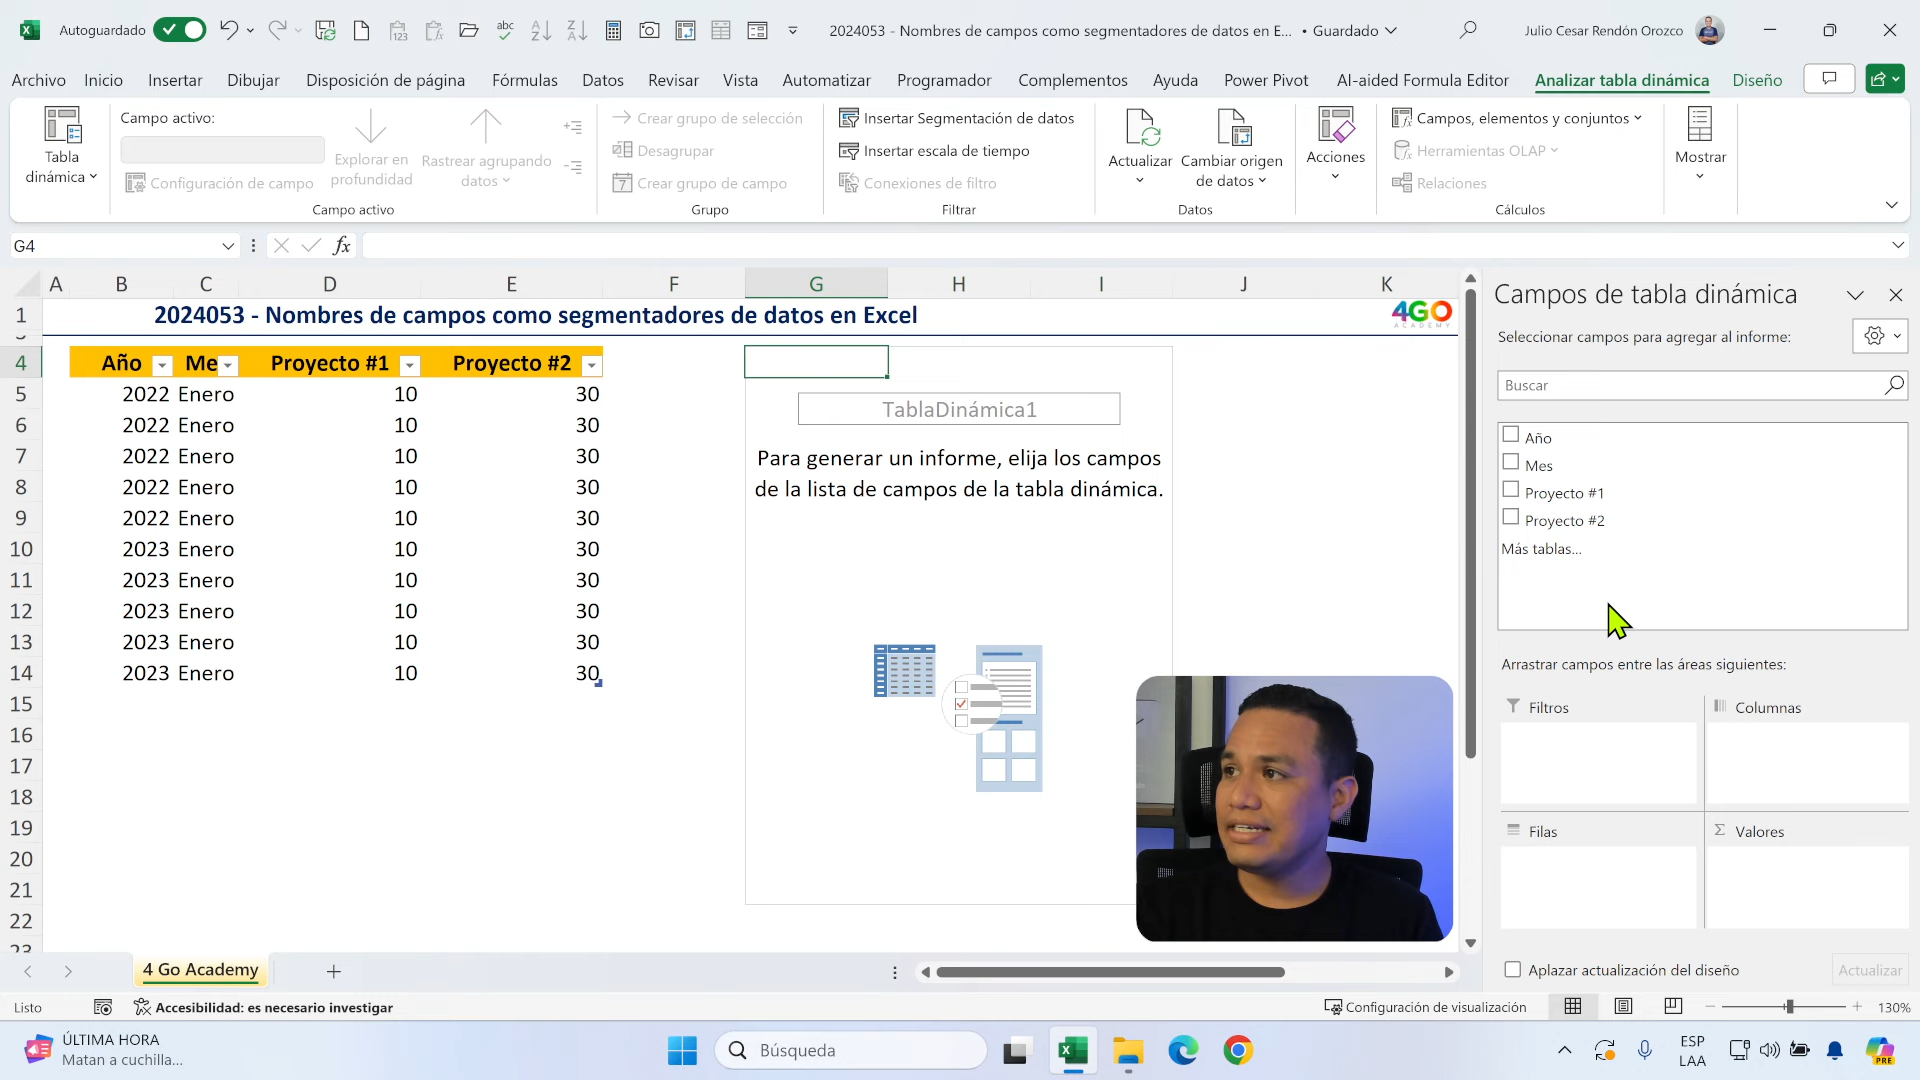 Autoguardado
2024053 - Nombres de campos como segmentadores de datos en E... • Guardado
Julio Cesar Rendón Orozco
Archivo Inicio Insertar Dibujar Disposición de página Fórmulas Datos Revisar Vista Automatizar Programador Complementos Ayuda Power Pivot AI-aided Formula Editor Analizar tabla dinámica Diseño
Tabla dinámica
Campo activo:
Configuración de campo
Explorar en profundidad
Rastrear agrupando datos
Campo activo
Crear grupo de selección
Desagrupar
Crear grupo de campo
Grupo
Insertar Segmentación de datos
Insertar escala de tiempo
Conexiones de filtro
Filtrar
Actualizar
Cambiar origen de datos
Datos
Acciones
Campos, elementos y conjuntos
Herramientas OLAP
Relaciones
Cálculos
Mostrar
G4
fx
A B C D E F G H I J K
1 2024053 - Nombres de campos como segmentadores de datos en Excel
4GO
ACADEMY
4 Año Me Proyecto #1 Proyecto #2
5 2022 Enero 10 30
6 2022 Enero 10 30
7 2022 Enero 10 30
8 2022 Enero 10 30
9 2022 Enero 10 30
10 2023 Enero 10 30
11 2023 Enero 10 30
12 2023 Enero 10 30
13 2023 Enero 10 30
14 2023 Enero 10 30
15
16
17
18
19
20
21
22
23
TablaDinámica1
Para generar un informe, elija los campos
de la lista de campos de la tabla dinámica.
Campos de tabla dinámica
Seleccionar campos para agregar al informe:
Buscar
Año
Mes
Proyecto #1
Proyecto #2
Más tablas...
Arrastrar campos entre las áreas siguientes:
Filtros
Columnas
Filas
Σ Valores
Aplazar actualización del diseño
Actualizar
4 Go Academy
Listo
Accesibilidad: es necesario investigar
Configuración de visualización
130%
ÚLTIMA HORA
Matan a cuchilla...
Búsqueda
ESP
LAA
PRE